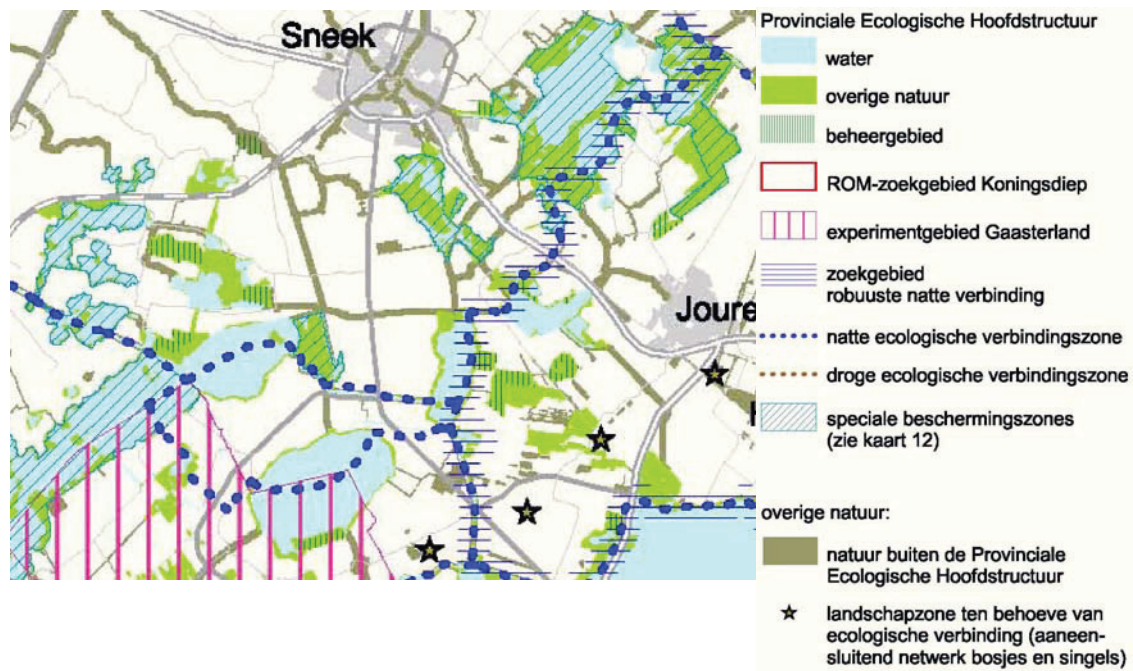 Sneek
Joure
Provinciale Ecologische Hoofdstructuur
water
overige natuur
beheergebied
ROM-zoekgebied Koningsdiep
experimentgebied Gaasterland
zoekgebied
robuuste natte verbinding
natte ecologische verbindingszone
droge ecologische verbindingszone
speciale beschermingszones
(zie kaart 12)
overige natuur:
natuur buiten de Provinciale
Ecologische Hoofdstructuur
landschapzone ten behoeve van
ecologische verbinding (aaneen-
sluitend netwerk bosjes en singels)